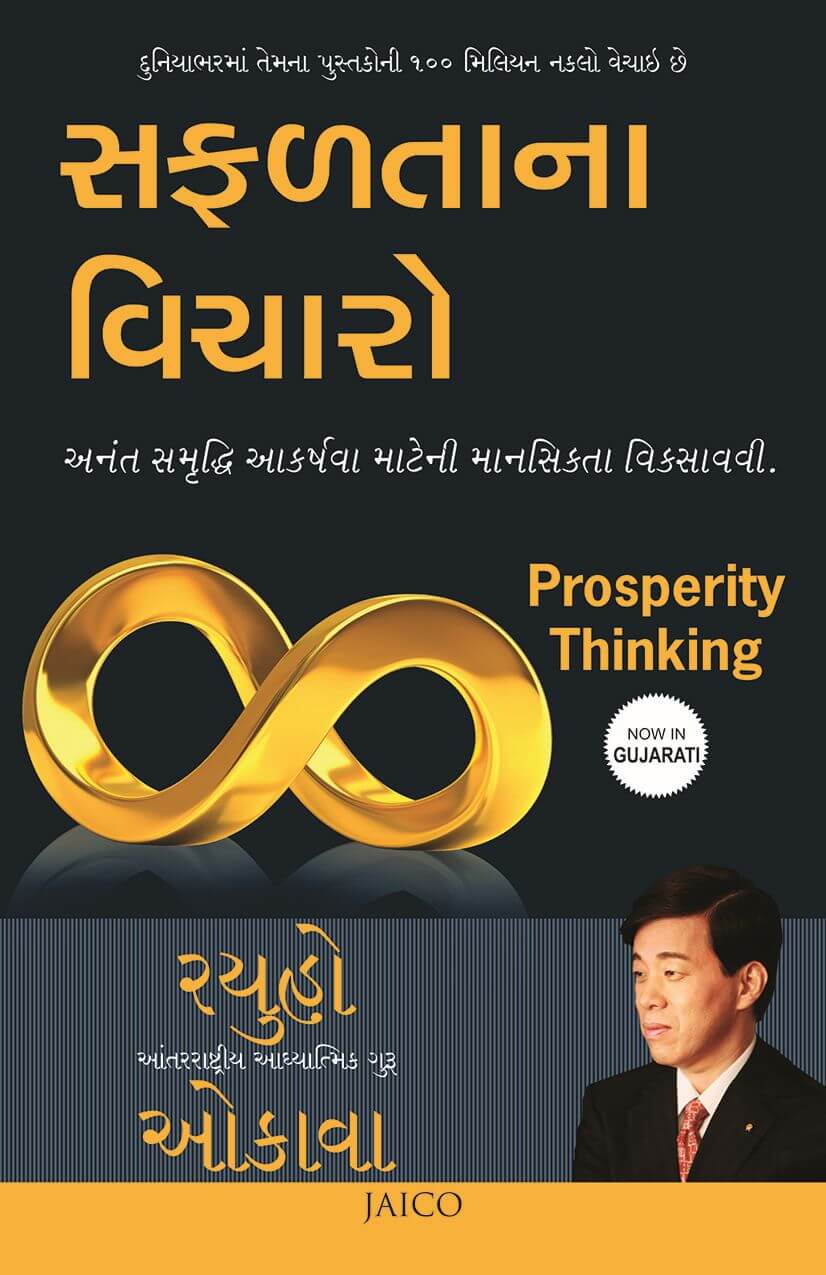 દુનિયાભરમાં તેમના પુસ્તકોની ૧૦૦ મિલિયન નકલો વેચાઇ છે
સફળતાના
વિચારો
અનંત સમૃદ્ધિ આકર્ષવા માટેની માનસિકતા વિકસાવવી.
Prosperity
Thinking
NOW IN
GUJARATI
રયુહો
આંતરરાષ્ટ્રીય આધ્યાત્મિક ગુરૂ
ઓકાવા
JAICO